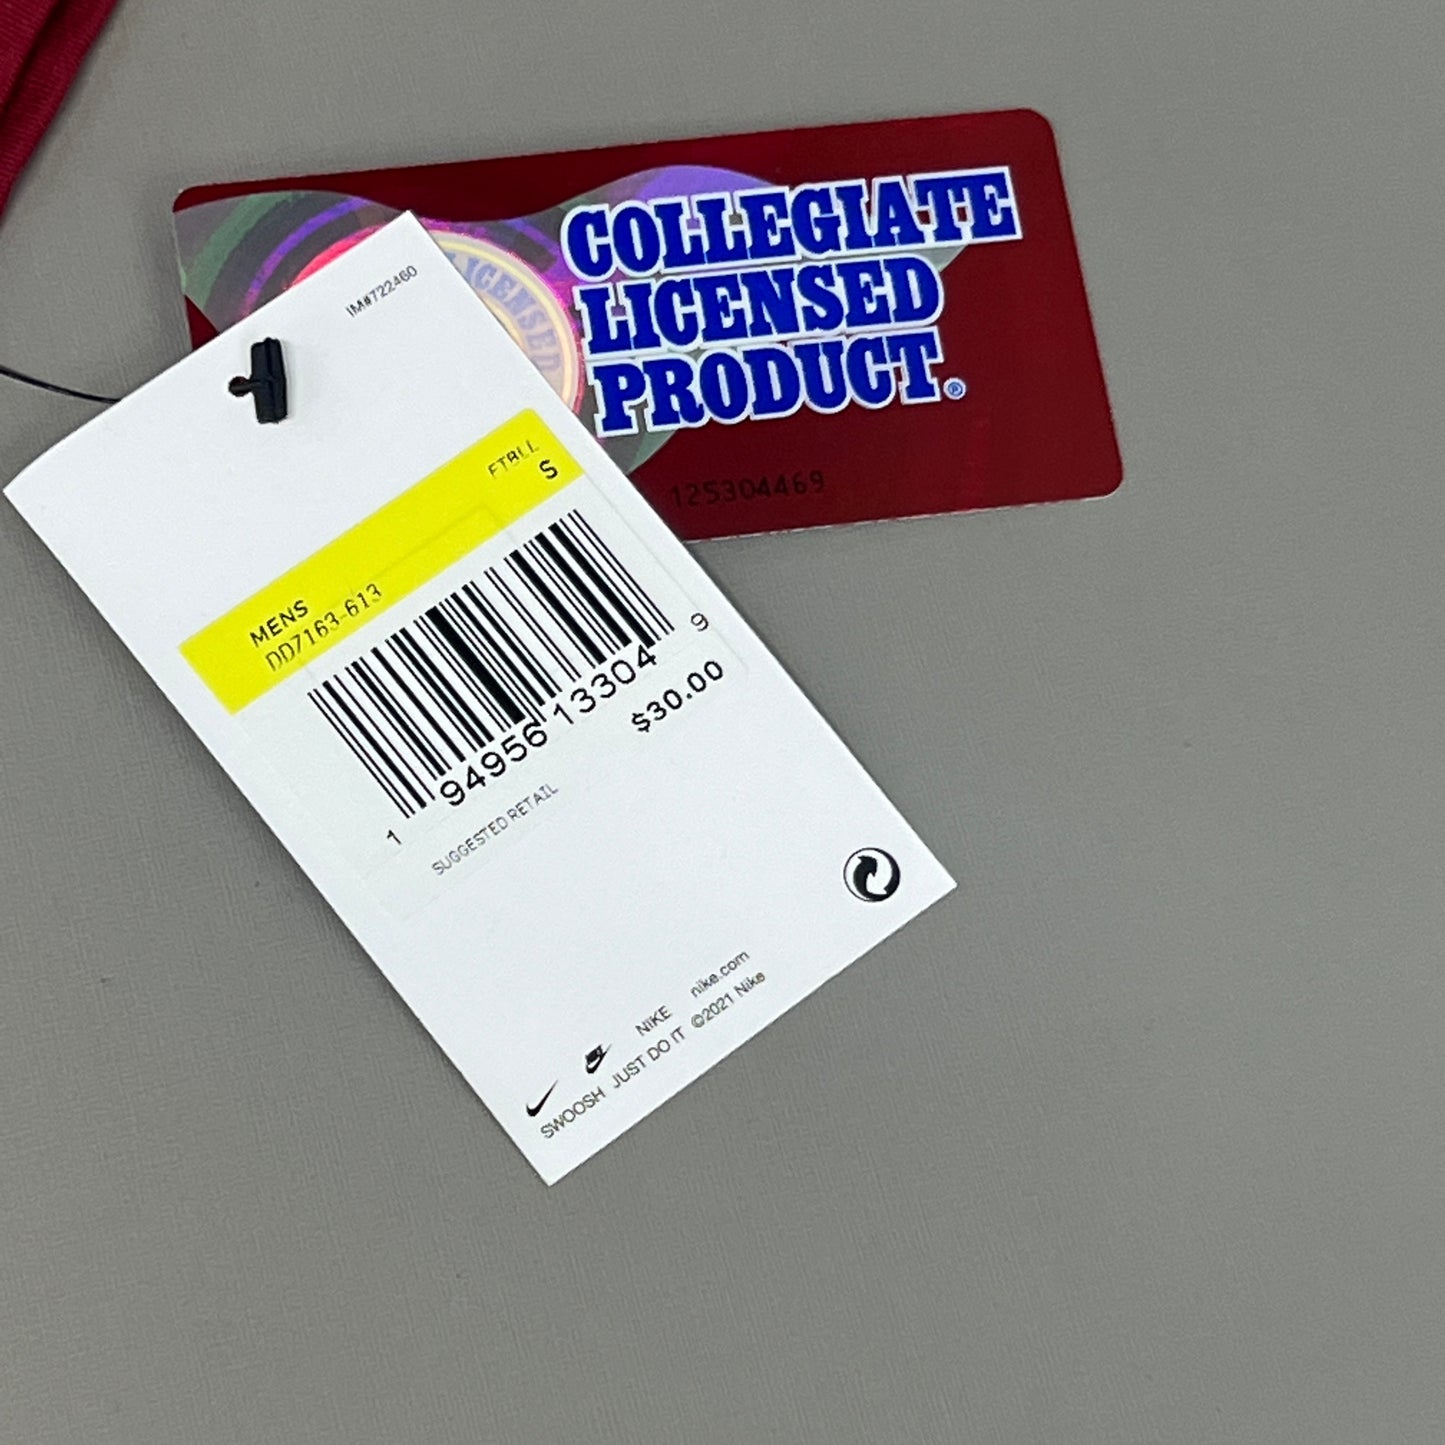 COLLEGIATE
LICENSED
PRODUCT.®
LICENSED
125304469
IM#722460
FTBLL
S
MENS
DD7163-613
1 94956 13304 9
$30.00
SUGGESTED RETAIL
NIKE nike.com
SWOOSH JUST DO IT ©2021 Nike